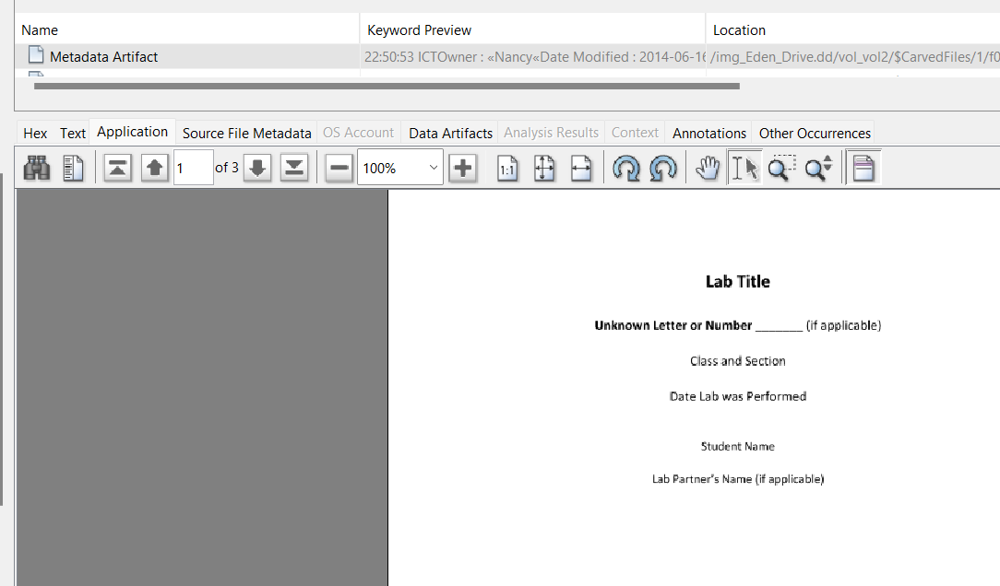 Name Keyword Preview Location
Metadata Artifact 22:50:53 ICTOwner : «Nancy«Date Modified : 2014-06-16 /img_Eden_Drive.dd/vol_vol2/$CarvedFiles/1/f0
Hex Text Application Source File Metadata OS Account Data Artifacts Analysis Results Context Annotations Other Occurrences
1 of 3 100% 1:1
Lab Title
Unknown Letter or Number _______ (if applicable)
Class and Section
Date Lab was Performed
Student Name
Lab Partner's Name (if applicable)